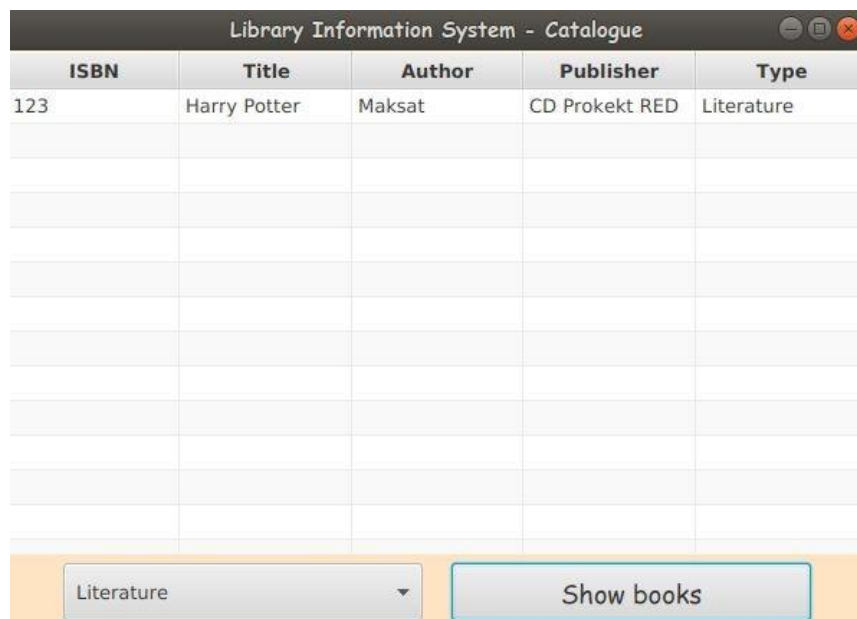 Library Information System - Catalogue
ISBN Title Author Publisher Type
123 Harry Potter Maksat CD Prokekt RED Literature
Literature Show books